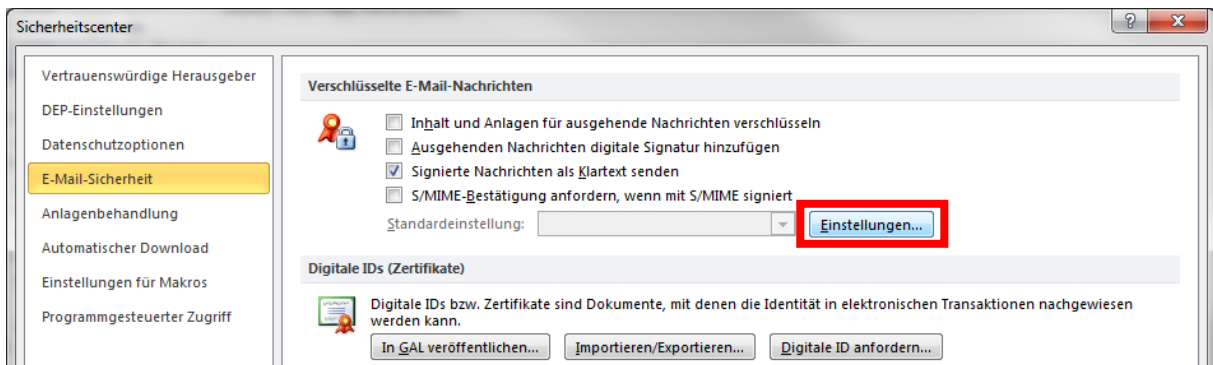 Sicherheitscenter
Vertrauenswürdige Herausgeber
DEP-Einstellungen
Datenschutzoptionen
E-Mail-Sicherheit
Anlagenbehandlung
Automatischer Download
Einstellungen für Makros
Programmgesteuerter Zugriff
Verschlüsselte E-Mail-Nachrichten
Inhalt und Anlagen für ausgehende Nachrichten verschlüsseln
Ausgehenden Nachrichten digitale Signatur hinzufügen
Signierte Nachrichten als Klartext senden
S/MIME-Bestätigung anfordern, wenn mit S/MIME signiert
Standardeinstellung:
Einstellungen...
Digitale IDs (Zertifikate)
Digitale IDs bzw. Zertifikate sind Dokumente, mit denen die Identität in elektronischen Transaktionen nachgewiesen
werden kann.
In GAL veröffentlichen...
Importieren/Exportieren...
Digitale ID anfordern...